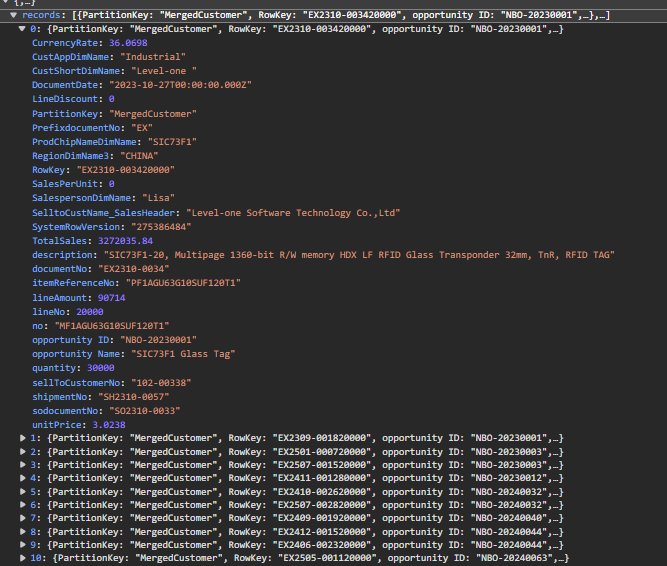 {,…}
records: [{PartitionKey: "MergedCustomer", RowKey: "EX2310-003420000", opportunity ID: "NBO-20230001",…},…]
0: {PartitionKey: "MergedCustomer", RowKey: "EX2310-003420000", opportunity ID: "NBO-20230001",…}
CurrencyRate: 36.0698
CustAppDimName: "Industrial"
CustShortDimName: "Level-one "
DocumentDate: "2023-10-27T00:00:00.000Z"
LineDiscount: 0
PartitionKey: "MergedCustomer"
PrefixdocumentNo: "EX"
ProdChipNameDimName: "SIC73F1"
RegionDimName3: "CHINA"
RowKey: "EX2310-003420000"
SalesPerUnit: 0
SalespersonDimName: "Lisa"
SelltoCustName_SalesHeader: "Level-one Software Technology Co.,Ltd"
SystemRowVersion: "275386484"
TotalSales: 3272035.84
description: "SIC73F1-20, Multipage 1360-bit R/W memory HDX LF RFID Glass Transponder 32mm, TnR, RFID TAG"
documentNo: "EX2310-0034"
itemReferenceNo: "PF1AGU63G10SUF120T1"
lineAmount: 90714
lineNo: 20000
no: "MF1AGU63G10SUF120T1"
opportunity ID: "NBO-20230001"
opportunity Name: "SIC73F1 Glass Tag"
quantity: 30000
sellToCustomerNo: "102-00338"
shipmentNo: "SH2310-0057"
sodocumentNo: "SO2310-0033"
unitPrice: 3.0238
1: {PartitionKey: "MergedCustomer", RowKey: "EX2309-001820000", opportunity ID: "NBO-20230001",…}
2: {PartitionKey: "MergedCustomer", RowKey: "EX2501-000720000", opportunity ID: "NBO-20230003",…}
3: {PartitionKey: "MergedCustomer", RowKey: "EX2507-001520000", opportunity ID: "NBO-20230003",…}
4: {PartitionKey: "MergedCustomer", RowKey: "EX2411-001280000", opportunity ID: "NBO-20230012",…}
5: {PartitionKey: "MergedCustomer", RowKey: "EX2410-002620000", opportunity ID: "NBO-20240032",…}
6: {PartitionKey: "MergedCustomer", RowKey: "EX2507-002820000", opportunity ID: "NBO-20240032",…}
7: {PartitionKey: "MergedCustomer", RowKey: "EX2409-001920000", opportunity ID: "NBO-20240040",…}
8: {PartitionKey: "MergedCustomer", RowKey: "EX2412-001520000", opportunity ID: "NBO-20240044",…}
9: {PartitionKey: "MergedCustomer", RowKey: "EX2406-002320000", opportunity ID: "NBO-20240044",…}
10: {PartitionKey: "MergedCustomer", RowKey: "EX2505-001120000", opportunity ID: "NBO-20240063",…}